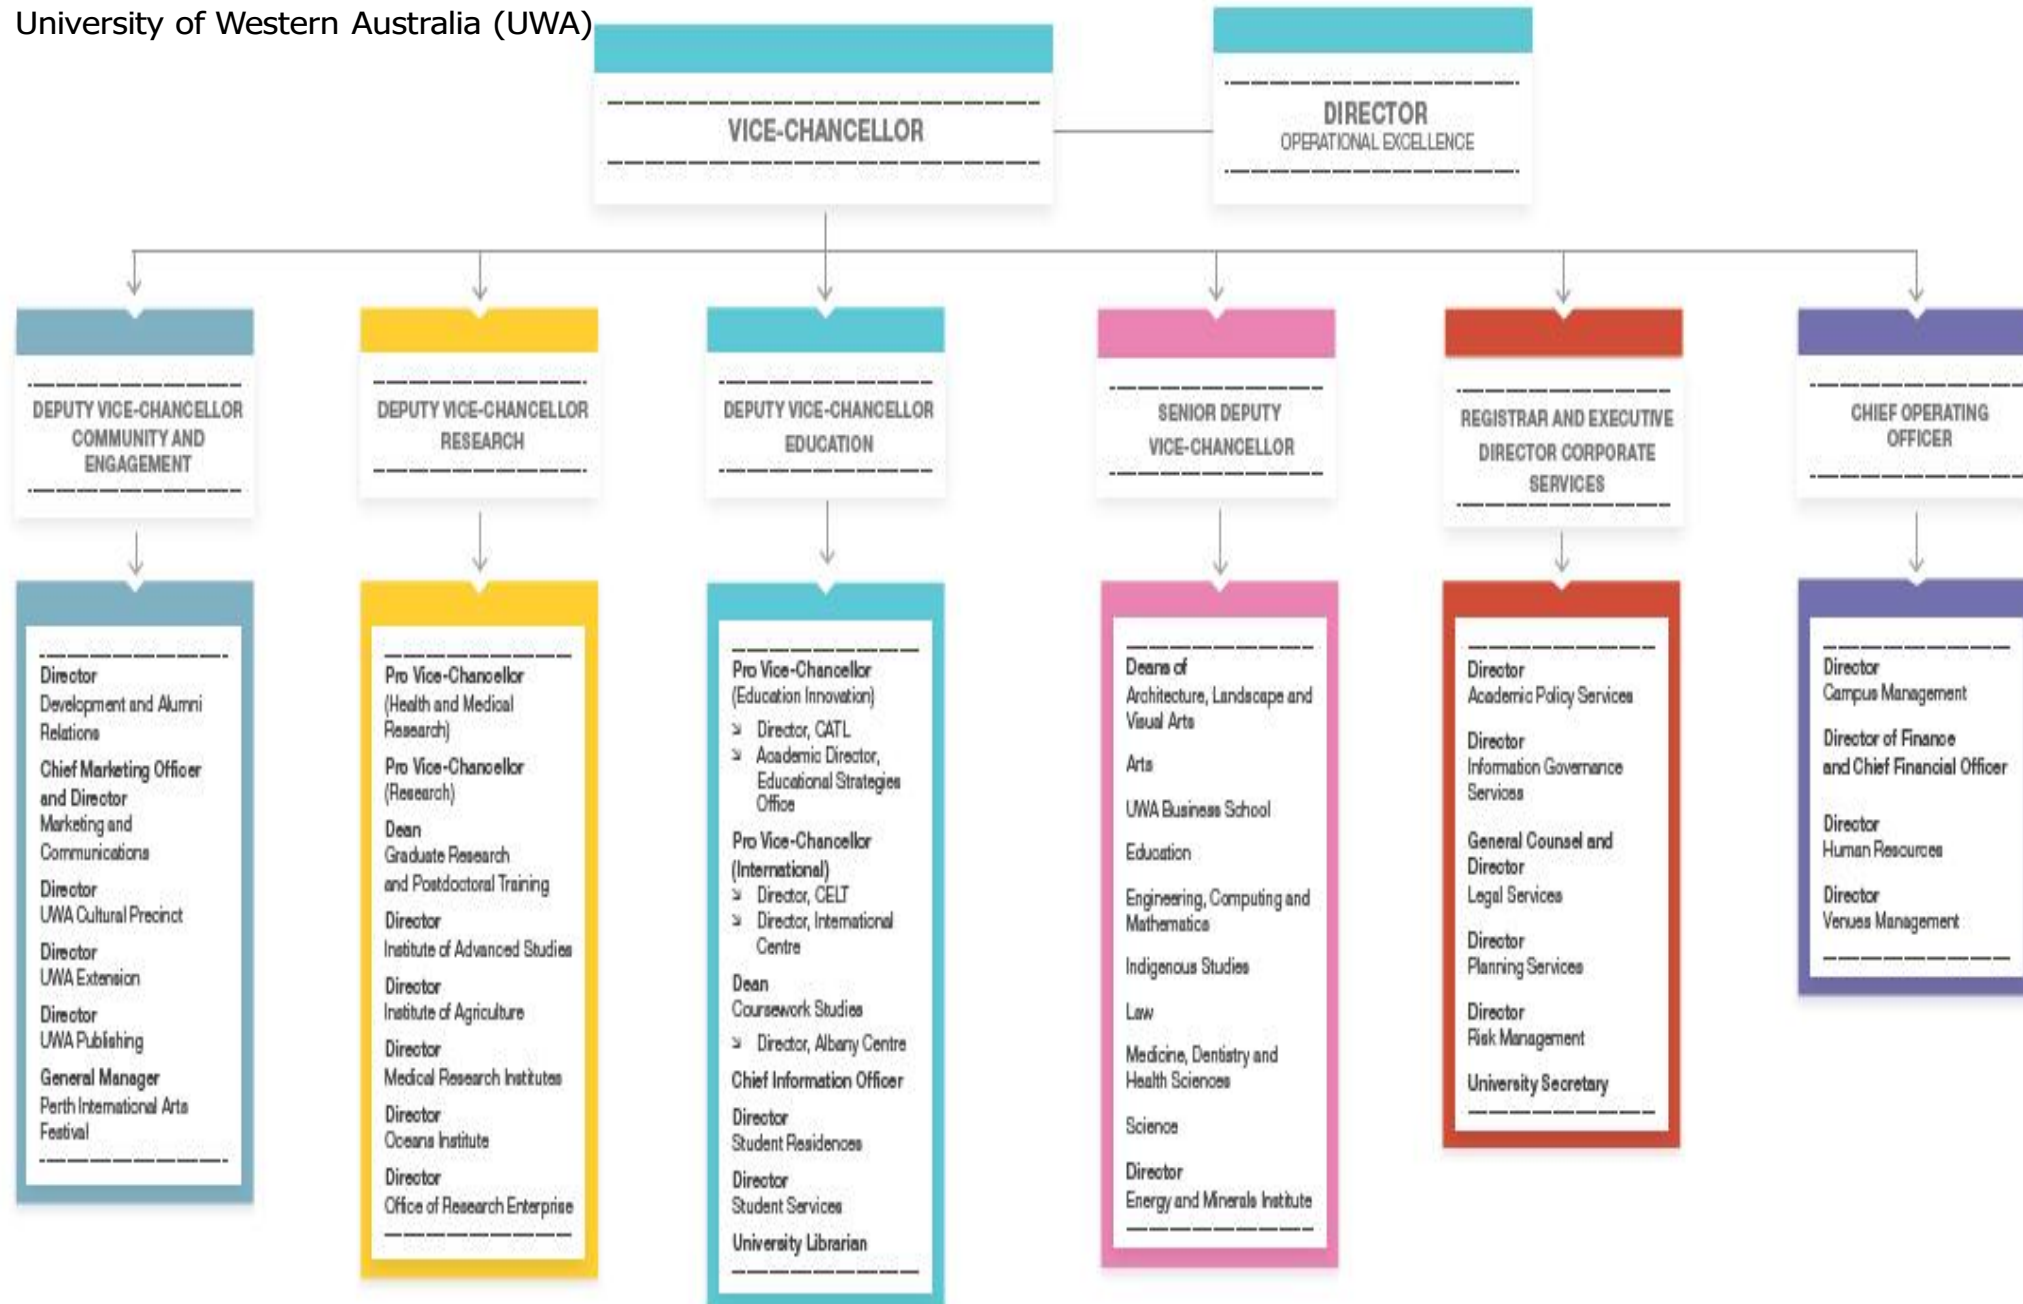 University of Western Australia (UWA)
VICE-CHANCELLOR
DIRECTOR
OPERATIONAL EXCELLENCE
DEPUTY VICE-CHANCELLOR
COMMUNITY AND
ENGAGEMENT
DEPUTY VICE-CHANCELLOR
RESEARCH
DEPUTY VICE-CHANCELLOR
EDUCATION
SENIOR DEPUTY
VICE-CHANCELLOR
REGISTRAR AND EXECUTIVE
DIRECTOR CORPORATE
SERVICES
CHIEF OPERATING
OFFICER
Director
Development and Alumni
Relations
Chief Marketing Officer
and Director
Marketing and
Communications
Director
UWA Cultural Precinct
Director
UWA Extension
Director
UWA Publishing
General Manager
Perth International Arts
Festival
Pro Vice-Chancellor
(Health and Medical
Research)
Pro Vice-Chancellor
(Research)
Dean
Graduate Research
and Postdoctoral Training
Director
Institute of Advanced Studies
Director
Institute of Agriculture
Director
Medical Research Institutes
Director
Oceans Institute
Director
Office of Research Enterprise
Pro Vice-Chancellor
(Education Innovation)
Director, CATL
Academic Director,
Educational Strategies
Office
Pro Vice-Chancellor
(International)
Director, CELT
Director, International
Centre
Dean
Coursework Studies
Director, Albany Centre
Chief Information Officer
Director
Student Residences
Director
Student Services
University Librarian
Deans of
Architecture, Landscape and
Visual Arts
Arts
UWA Business School
Education
Engineering, Computing and
Mathematics
Indigenous Studies
Law
Medicine, Dentistry and
Health Sciences
Science
Director
Energy and Minerals Institute
Director
Academic Policy Services
Director
Information Governance
Services
General Counsel and
Director
Legal Services
Director
Planning Services
Director
Risk Management
University Secretary
Director
Campus Management
Director of Finance
and Chief Financial Officer
Director
Human Resources
Director
Venues Management